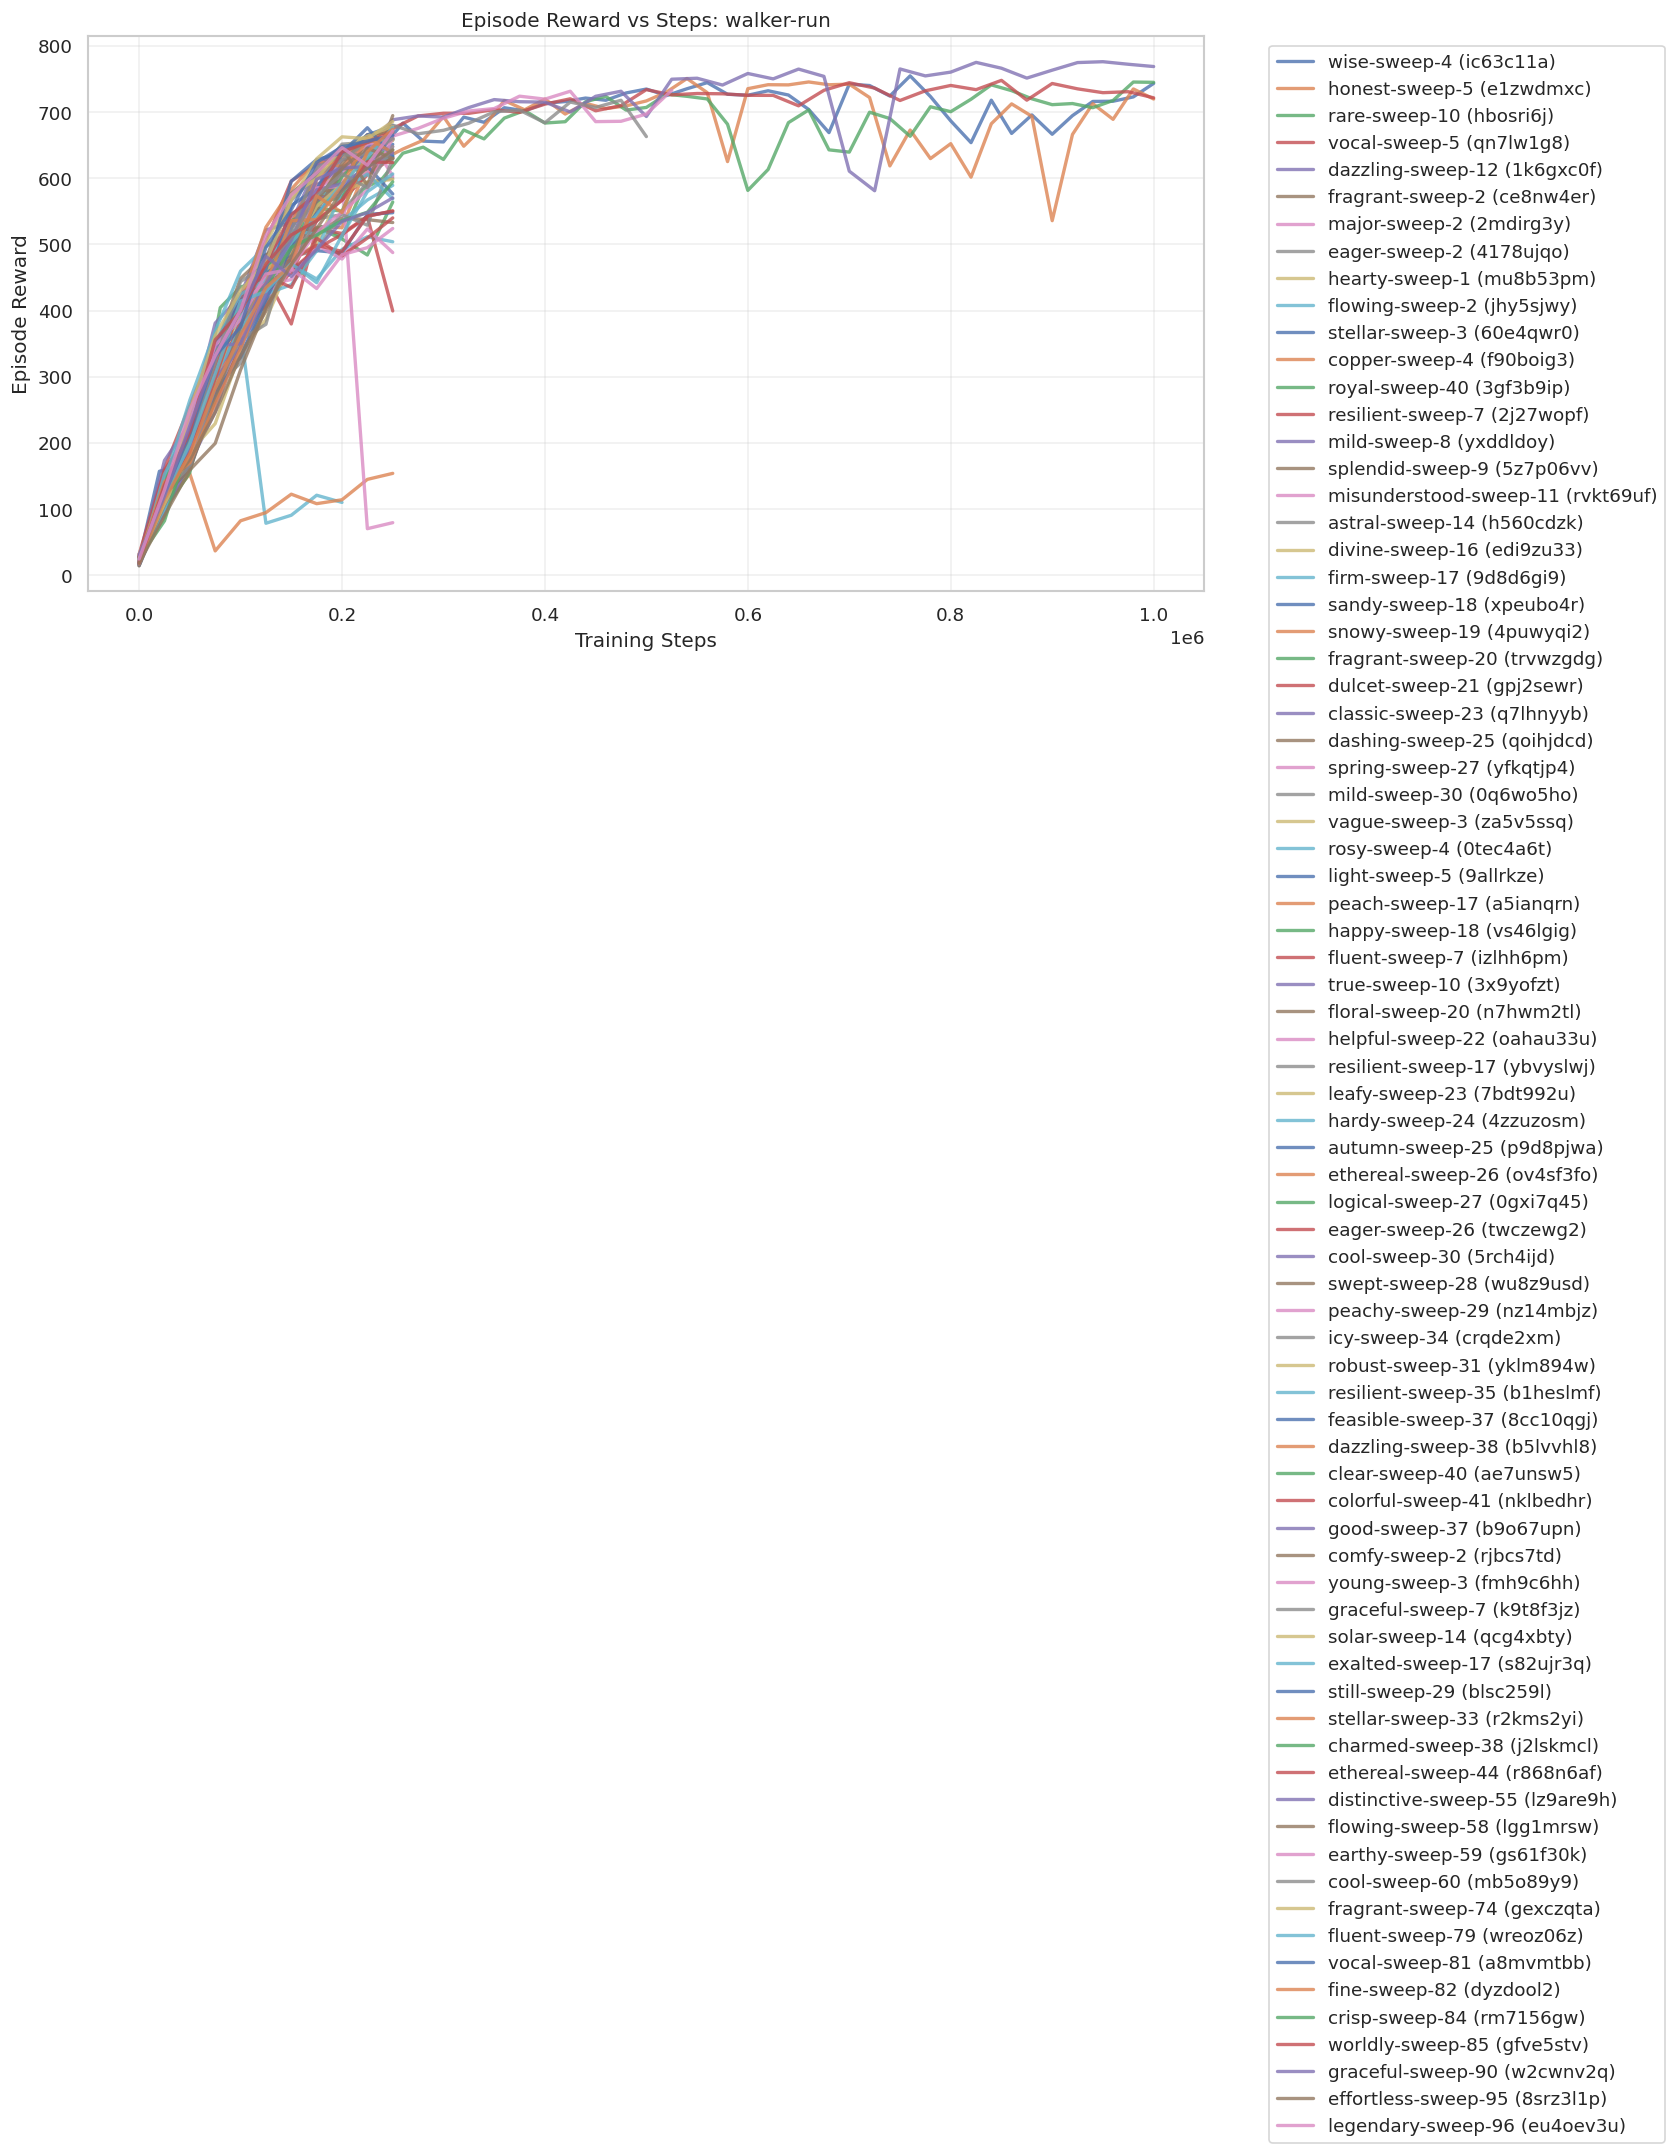 Episode Reward vs Steps: walker-run
Episode Reward
800
700
600
500
400
300
200
100
0
0.0 0.2 0.4 0.6 0.8 1.0
1e6
Training Steps
wise-sweep-4 (ic63c11a)
honest-sweep-5 (e1zwdmxc)
rare-sweep-10 (hbosri6j)
vocal-sweep-5 (qn7lw1g8)
dazzling-sweep-12 (1k6gxc0f)
fragrant-sweep-2 (ce8nw4er)
major-sweep-2 (2mdirg3y)
eager-sweep-2 (4178ujqo)
hearty-sweep-1 (mu8b53pm)
flowing-sweep-2 (jhy5sjwy)
stellar-sweep-3 (60e4qwr0)
copper-sweep-4 (f90boig3)
royal-sweep-40 (3gf3b9ip)
resilient-sweep-7 (2j27wopf)
mild-sweep-8 (yxddldoy)
splendid-sweep-9 (5z7p06vv)
misunderstood-sweep-11 (rvkt69uf)
astral-sweep-14 (h560cdzk)
divine-sweep-16 (edi9zu33)
firm-sweep-17 (9d8d6gi9)
sandy-sweep-18 (xpeubo4r)
snowy-sweep-19 (4puwyqi2)
fragrant-sweep-20 (trvwzgdg)
dulcet-sweep-21 (gpj2sewr)
classic-sweep-23 (q7lhnyyb)
dashing-sweep-25 (qoihjdcd)
spring-sweep-27 (yfkqtjp4)
mild-sweep-30 (0q6wo5ho)
vague-sweep-3 (za5v5ssq)
rosy-sweep-4 (0tec4a6t)
light-sweep-5 (9allrkze)
peach-sweep-17 (a5ianqrn)
happy-sweep-18 (vs46lgig)
fluent-sweep-7 (izlhh6pm)
true-sweep-10 (3x9yofzt)
floral-sweep-20 (n7hwm2tl)
helpful-sweep-22 (oahau33u)
resilient-sweep-17 (ybvyslwj)
leafy-sweep-23 (7bdt992u)
hardy-sweep-24 (4zzuzosm)
autumn-sweep-25 (p9d8pjwa)
ethereal-sweep-26 (ov4sf3fo)
logical-sweep-27 (0gxi7q45)
eager-sweep-26 (twczewg2)
cool-sweep-30 (5rch4ijd)
swept-sweep-28 (wu8z9usd)
peachy-sweep-29 (nz14mbjz)
icy-sweep-34 (crqde2xm)
robust-sweep-31 (yklm894w)
resilient-sweep-35 (b1heslmf)
feasible-sweep-37 (8cc10qgj)
dazzling-sweep-38 (b5lvvhl8)
clear-sweep-40 (ae7unsw5)
colorful-sweep-41 (nklbedhr)
good-sweep-37 (b9o67upn)
comfy-sweep-2 (rjbcs7td)
young-sweep-3 (fmh9c6hh)
graceful-sweep-7 (k9t8f3jz)
solar-sweep-14 (qcg4xbty)
exalted-sweep-17 (s82ujr3q)
still-sweep-29 (blsc259l)
stellar-sweep-33 (r2kms2yi)
charmed-sweep-38 (j2lskmcl)
ethereal-sweep-44 (r868n6af)
distinctive-sweep-55 (lz9are9h)
flowing-sweep-58 (lgg1mrsw)
earthy-sweep-59 (gs61f30k)
cool-sweep-60 (mb5o89y9)
fragrant-sweep-74 (gexczqta)
fluent-sweep-79 (wreoz06z)
vocal-sweep-81 (a8mvmtbb)
fine-sweep-82 (dyzdool2)
crisp-sweep-84 (rm7156gw)
worldly-sweep-85 (gfve5stv)
graceful-sweep-90 (w2cwnv2q)
effortless-sweep-95 (8srz3l1p)
legendary-sweep-96 (eu4oev3u)